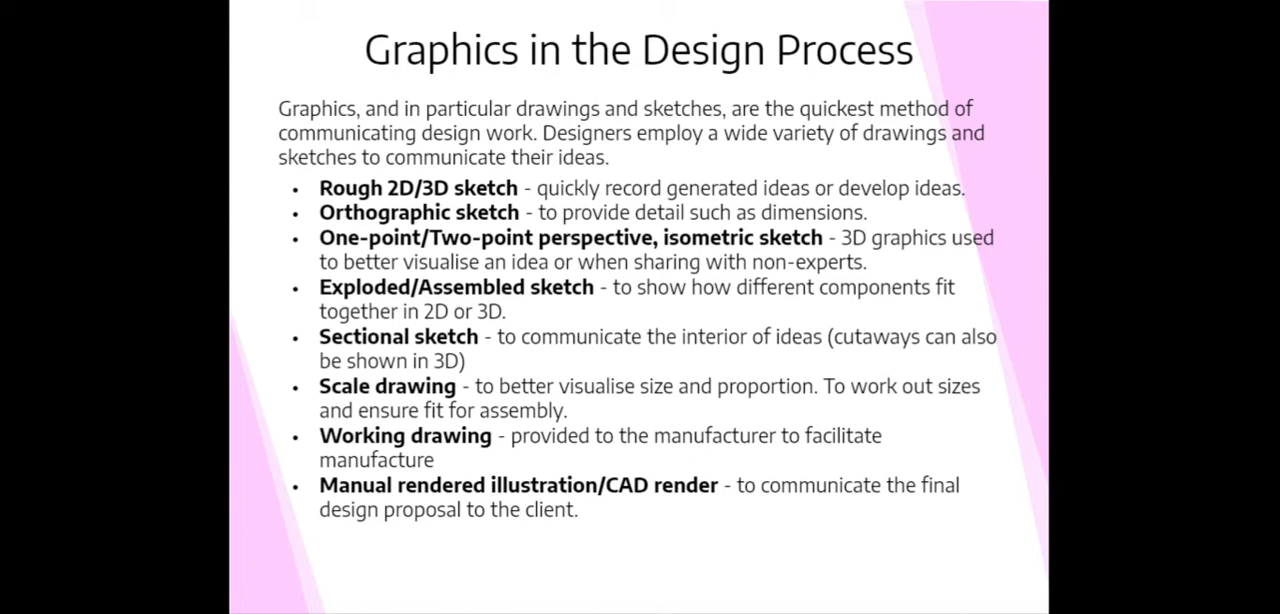 Graphics in the Design Process
Graphics, and in particular drawings and sketches, are the quickest method of
communicating design work. Designers employ a wide variety of drawings and
sketches to communicate their ideas.
• Rough 2D/3D sketch - quickly record generated ideas or develop ideas.
• Orthographic sketch - to provide detail such as dimensions.
• One-point/Two-point perspective, isometric sketch - 3D graphics used
to better visualise an idea or when sharing with non-experts.
• Exploded/Assembled sketch - to show how different components fit
together in 2D or 3D.
• Sectional sketch - to communicate the interior of ideas (cutaways can also
be shown in 3D)
• Scale drawing - to better visualise size and proportion. To work out sizes
and ensure fit for assembly.
• Working drawing - provided to the manufacturer to facilitate
manufacture
• Manual rendered illustration/CAD render - to communicate the final
design proposal to the client.